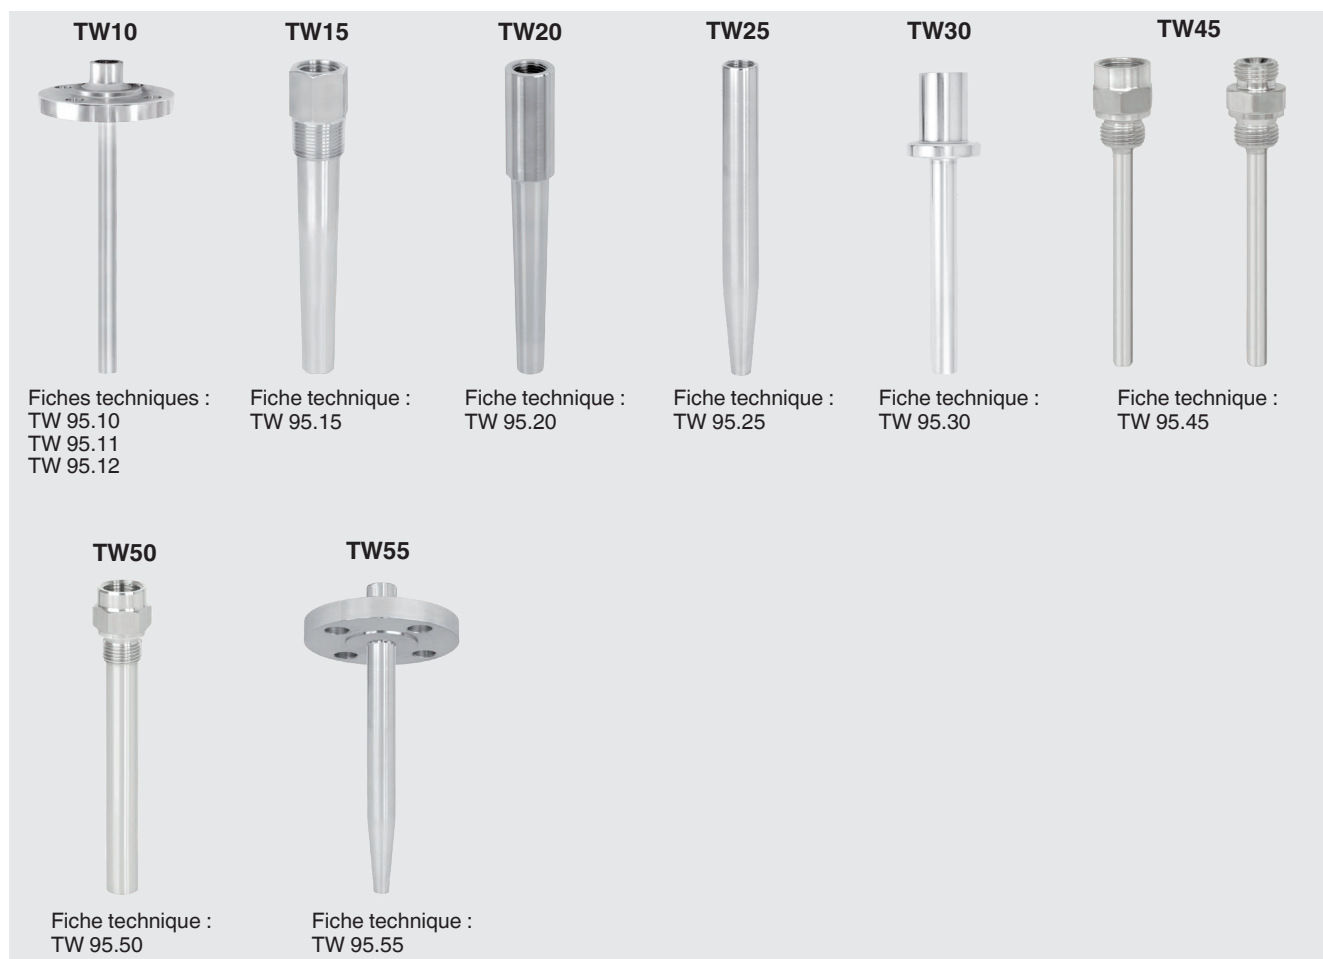 TW10
TW15
TW20
TW25
TW30
TW45
Fiches techniques :
TW 95.10
TW 95.11
TW 95.12
Fiche technique :
TW 95.15
Fiche technique :
TW 95.20
Fiche technique :
TW 95.25
Fiche technique :
TW 95.30
Fiche technique :
TW 95.45
TW50
TW55
Fiche technique :
TW 95.50
Fiche technique :
TW 95.55